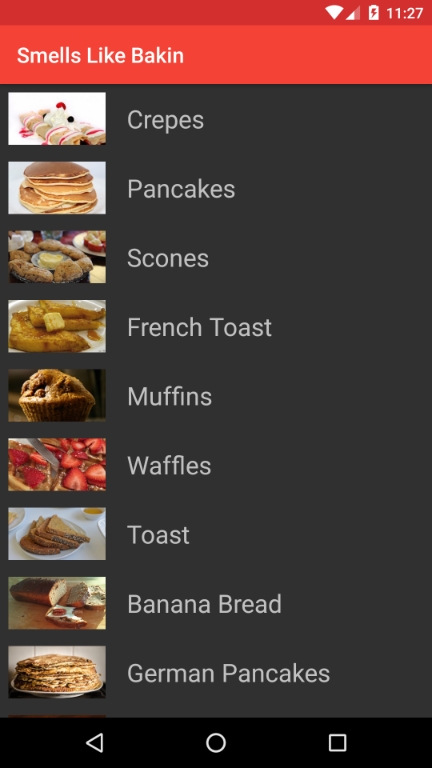 11:27
Smells Like Bakin
Crepes
Pancakes
Scones
French Toast
Muffins
Waffles
Toast
Banana Bread
German Pancakes